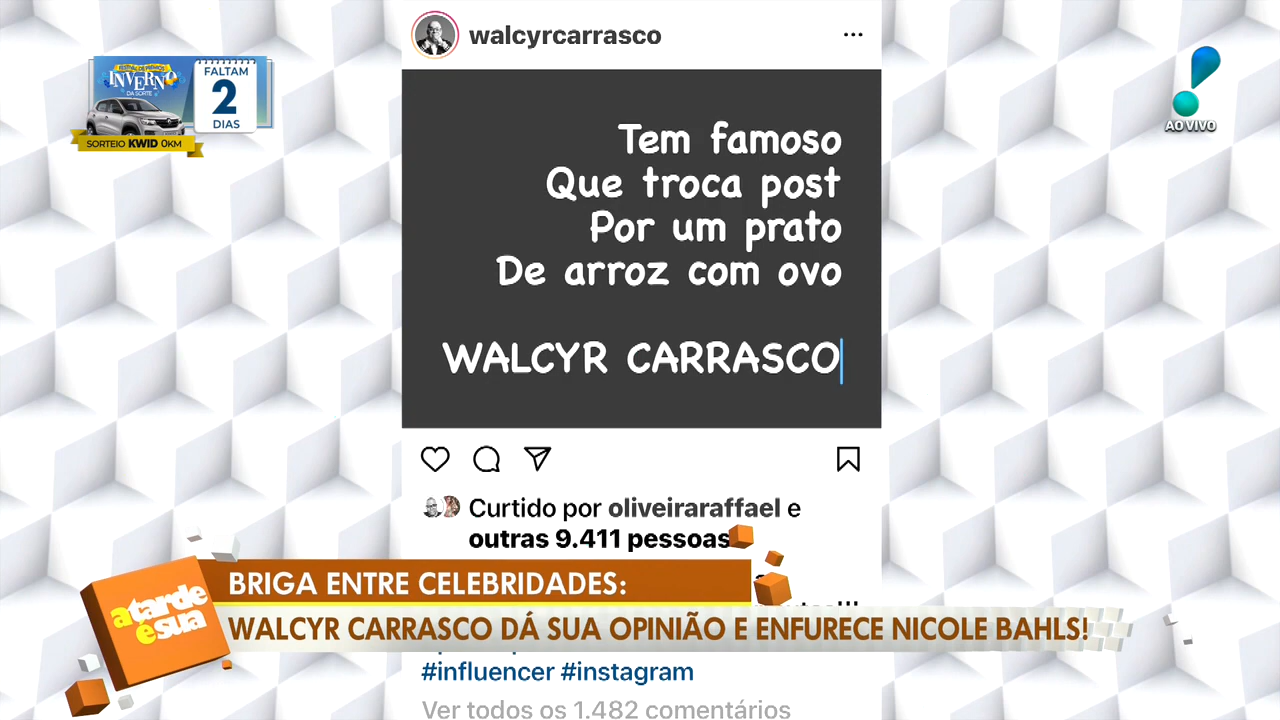 walcyrcarrasco
INVERNO
DA SORTE
FALTAM
2
DIAS
SORTEIO KWID 0KM
AO VIVO
Tem famoso
Que troca post
Por um prato
De arroz com ovo
WALCYR CARRASCO
Curtido por oliveiraraffael e
outras 9.411 pessoas
a tarde
é sua
BRIGA ENTRE CELEBRIDADES:
WALCYR CARRASCO DÁ SUA OPINIÃO E ENFURECE NICOLE BAHLS!
#influencer #instagram
Ver todos os 1.482 comentários